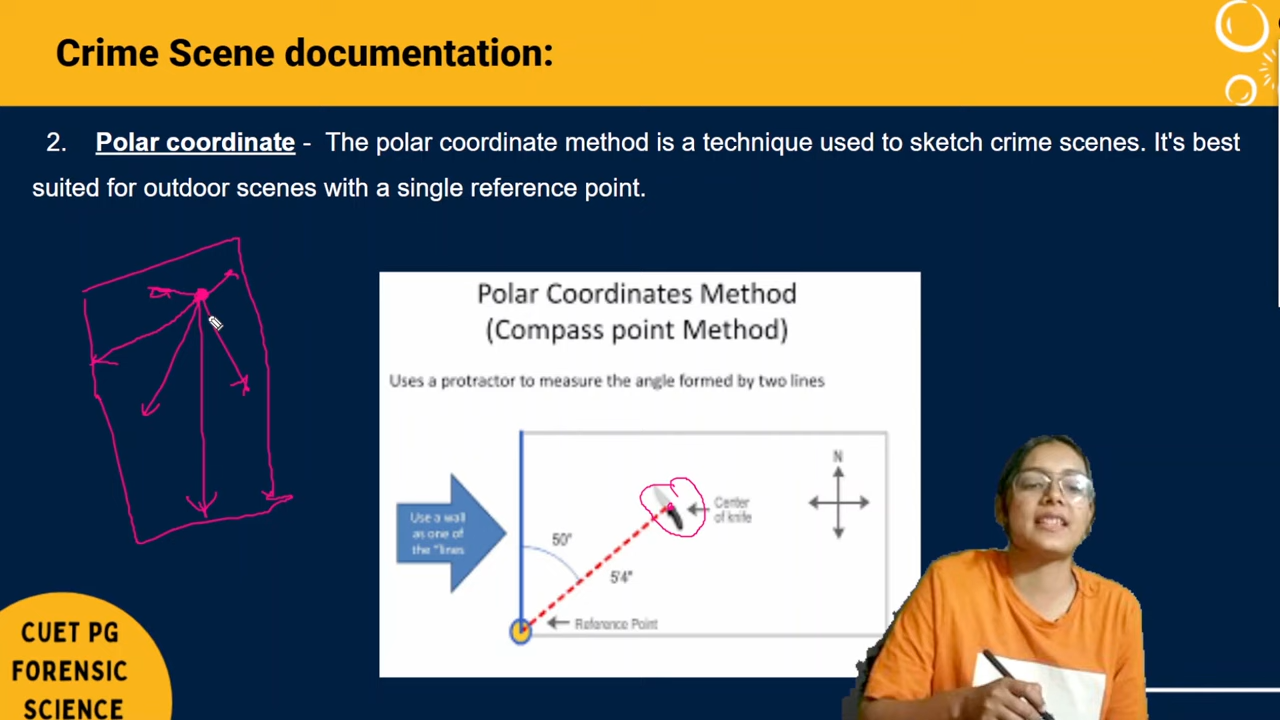 Crime Scene documentation:
2. Polar coordinate - The polar coordinate method is a technique used to sketch crime scenes. It's best
suited for outdoor scenes with a single reference point.
Polar Coordinates Method
(Compass point Method)
Uses a protractor to measure the angle formed by two lines
N
Use a wall
as one of
the "lines
Center
of knife
50°
5'4"
Reference Point
CUET PG
FORENSIC
SCIENCE